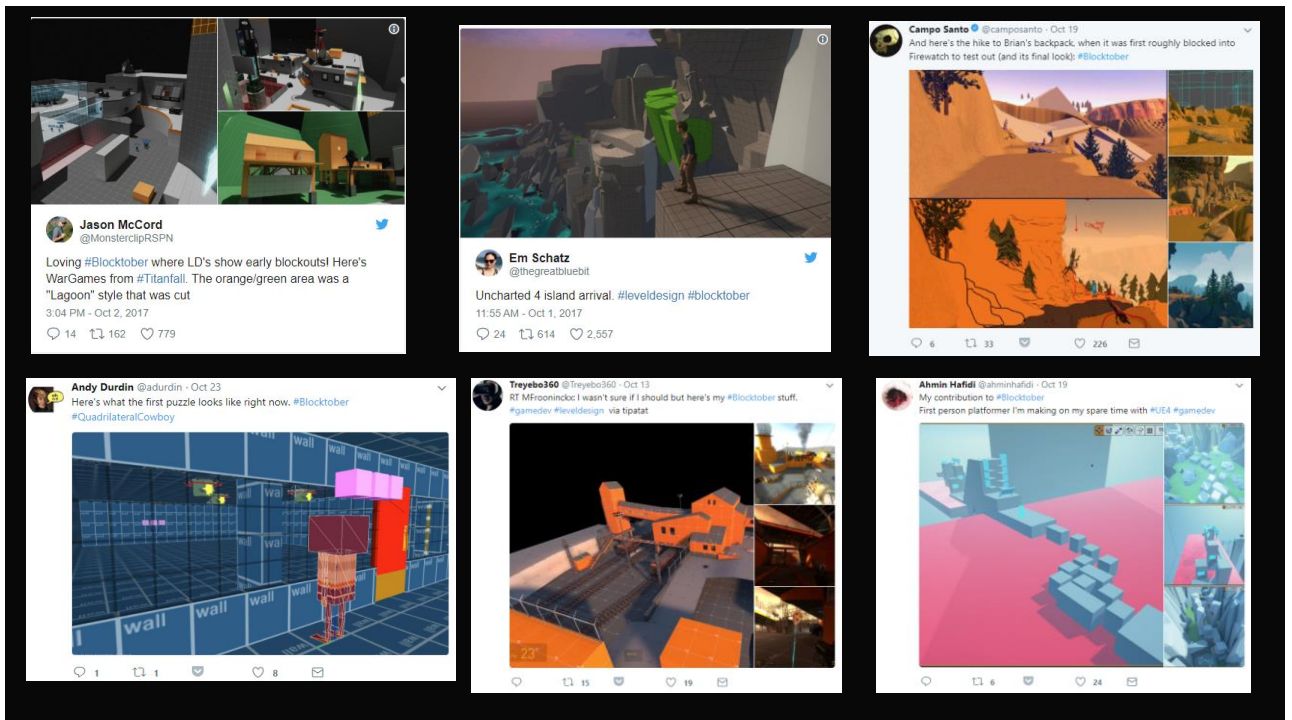 Jason McCord
@MonsterclipRSPN
Loving #Blocktober where LD's show early blockouts! Here's
WarGames from #Titanfall. The orange/green area was a
"Lagoon" style that was cut
3:04 PM - Oct 2, 2017
14 162 779
Em Schatz
@thegreatbluebit
Uncharted 4 island arrival. #leveldesign #blocktober
11:55 AM - Oct 1, 2017
24 614 2,557
Campo Santo @camposanto · Oct 19
And here's the hike to Brian's backpack, when it was first roughly blocked into
Firewatch to test out (and its final look): #Blocktober
6 33 226
Andy Durdin @adurdin · Oct 23
Here's what the first puzzle looks like right now. #Blocktober
#QuadrilateralCowboy
wall
wall
wall
wall
wall
wall
wall
1 1 8
Treyebo360 @Treyebo360 · Oct 13
RT MFrooninckx: I wasn't sure if I should but here's my #Blocktober stuff.
#gamedev #leveldesign via tipatat
23°
15 19
Ahmin Hafidi @ahminhafidi · Oct 19
My contribution to #Blocktober
First person platformer I'm making on my spare time with #UE4 #gamedev
6 24